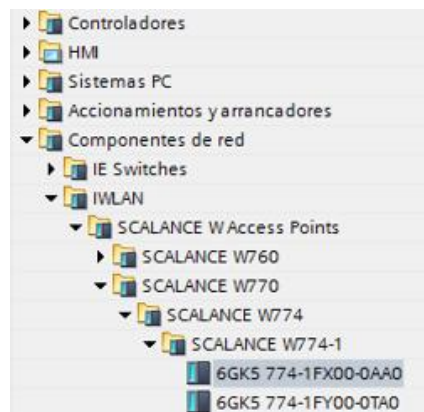 Controladores
HMI
Sistemas PC
Accionamientos y arrancadores
Componentes de red
IE Switches
IWLAN
SCALANCE W Access Points
SCALANCE W760
SCALANCE W770
SCALANCE W774
SCALANCE W774-1
6GK5 774-1FX00-0AA0
6GK5 774-1FY00-0TA0